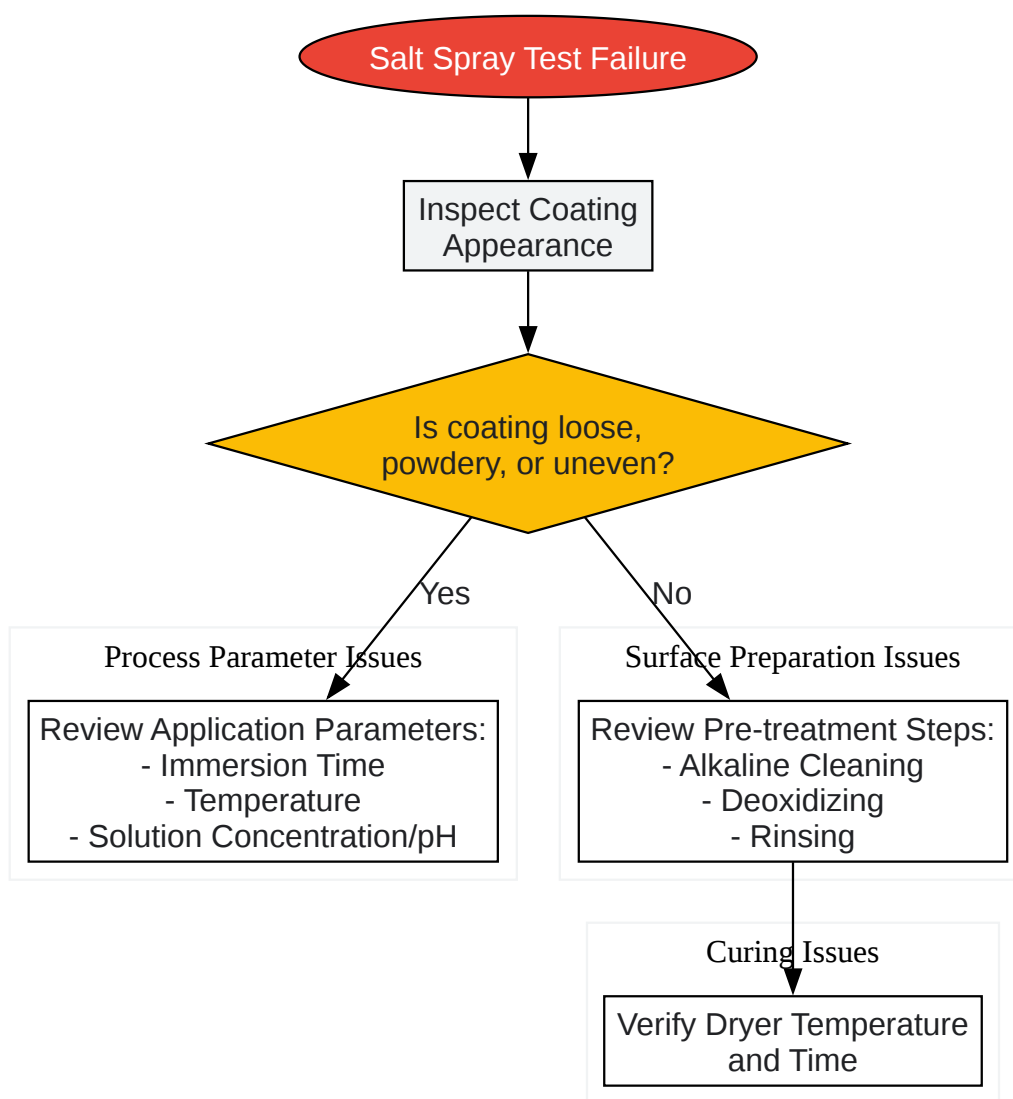 Salt Spray Test Failure
Inspect Coating
Appearance
Is coating loose,
powdery, or uneven?
Yes
No
Process Parameter Issues
Review Application Parameters:
- Immersion Time
- Temperature
- Solution Concentration/pH
Surface Preparation Issues
Review Pre-treatment Steps:
- Alkaline Cleaning
- Deoxidizing
- Rinsing
Curing Issues
Verify Dryer Temperature
and Time